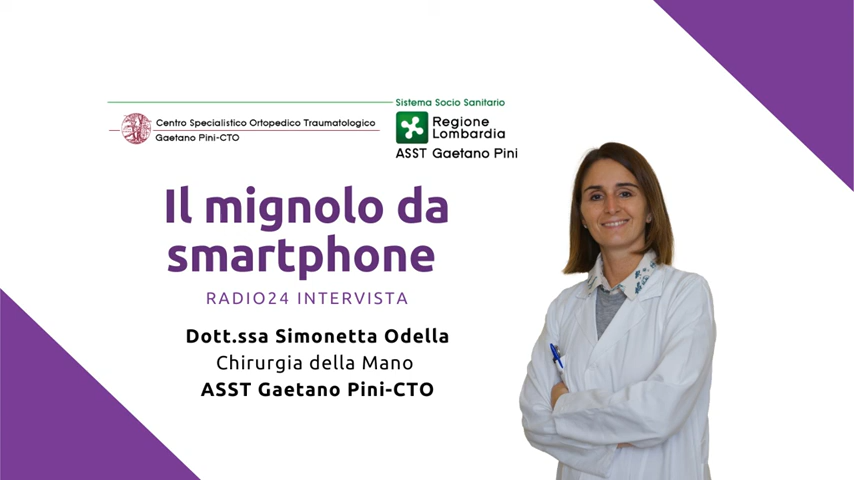 Sistema Socio Sanitario
Centro Specialistico Ortopedico Traumatologico
Gaetano Pini-CTO
Regione
Lombardia
ASST Gaetano Pini
Il mignolo da
smartphone
RADIO24 INTERVISTA
Dott.ssa Simonetta Odella
Chirurgia della Mano
ASST Gaetano Pini-CTO